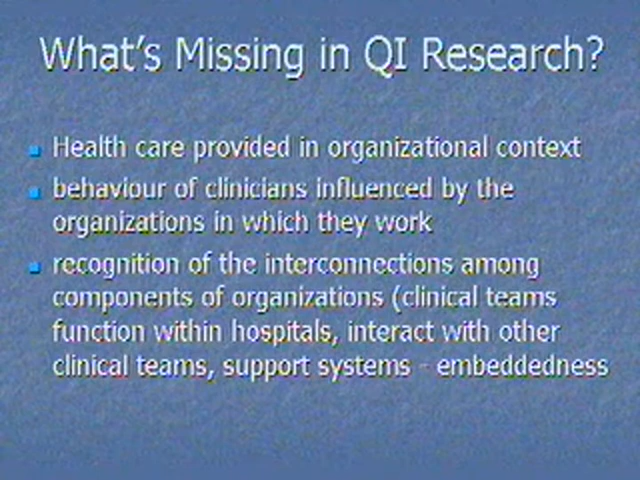 What's Missing in QI Research?
Health care provided in organizational context
behaviour of clinicians influenced by the
organizations in which they work
recognition of the interconnections among
components of organizations (clinical teams
function within hospitals, interact with other
clinical teams, support systems - embeddedness